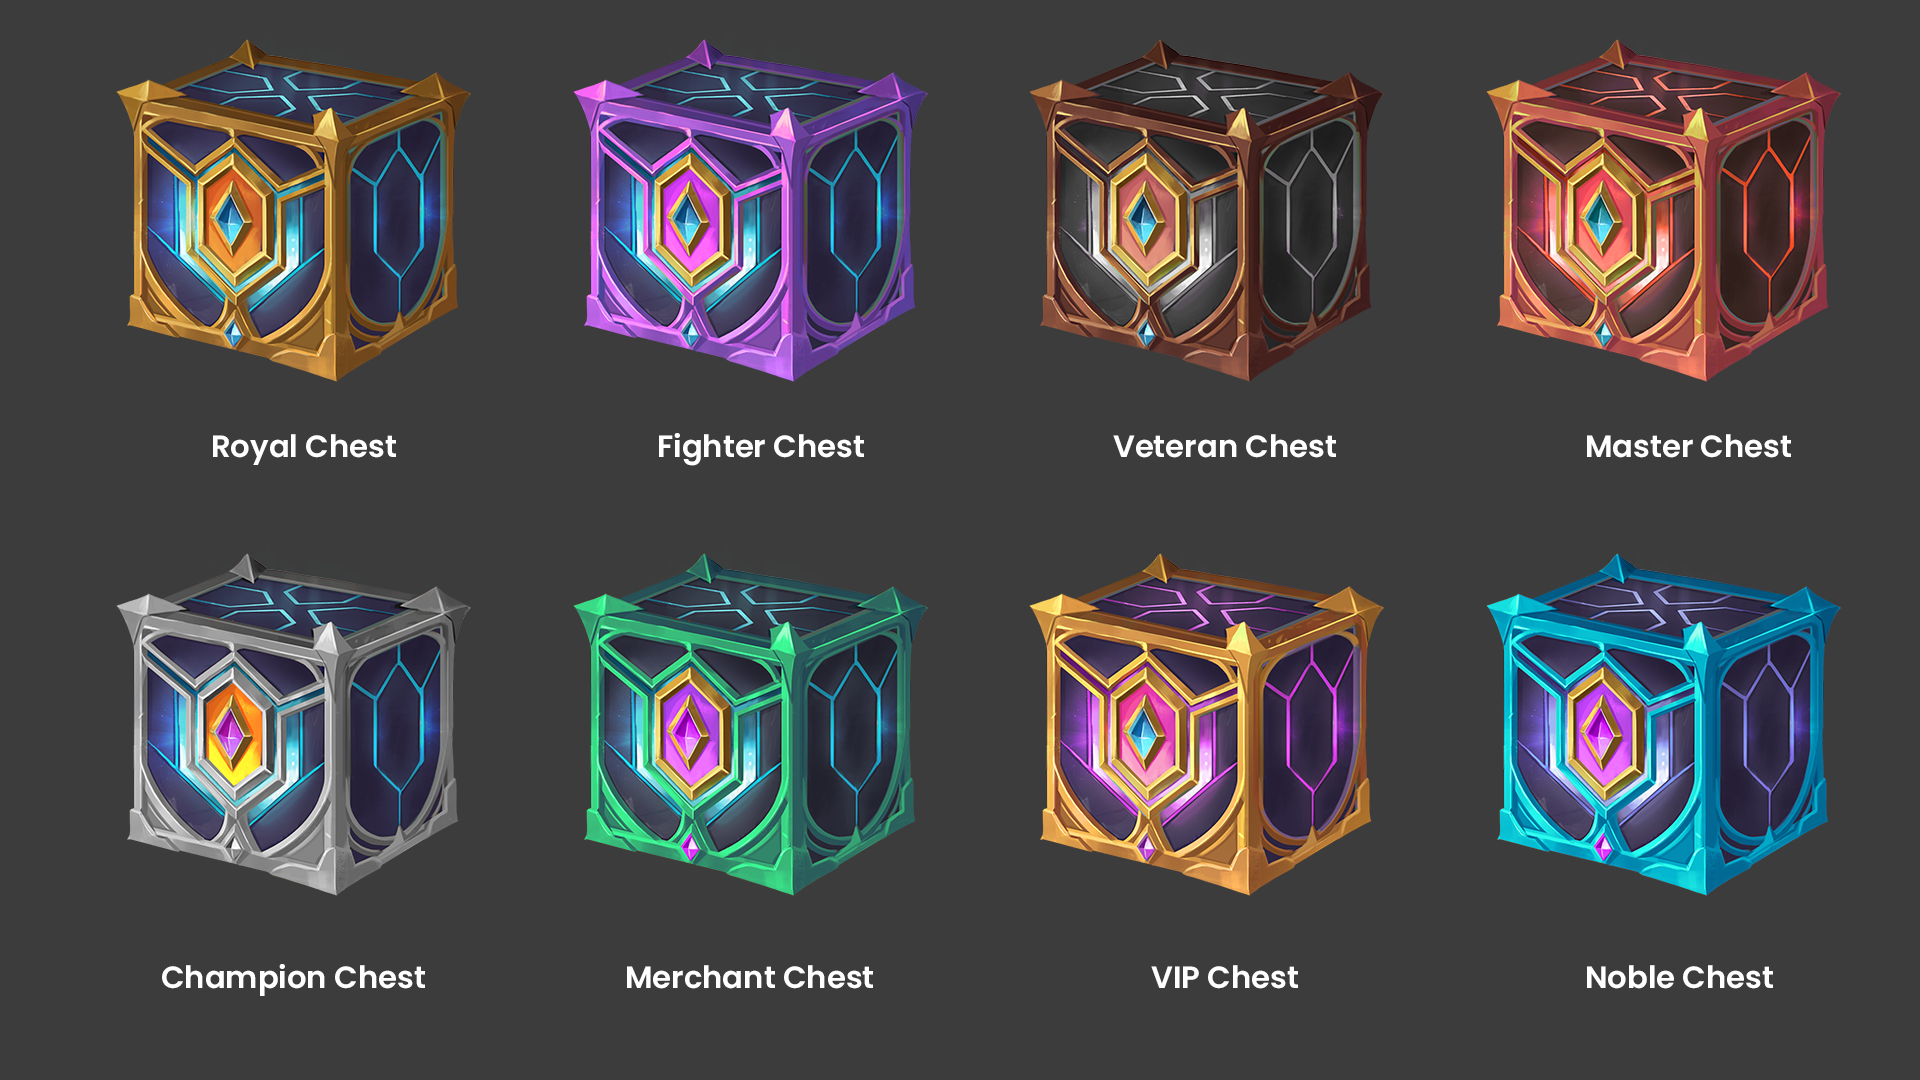 Royal Chest
Fighter Chest
Veteran Chest
Master Chest
Champion Chest
Merchant Chest
VIP Chest
Noble Chest